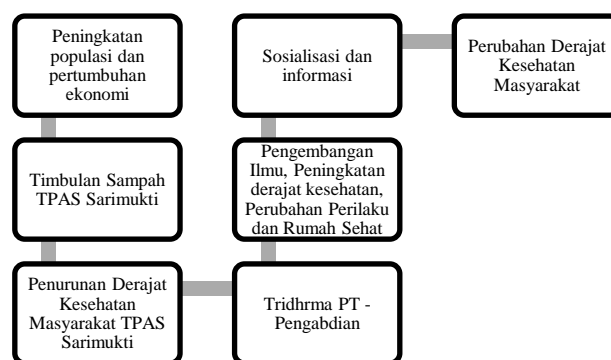 Peningkatan
populasi dan
pertumbuhan
ekonomi
Timbulan Sampah
TPAS Sarimukti
Penurunan Derajat
Kesehatan
Masyarakat TPAS
Sarimukti
Tridhrma PT -
Pengabdian
Pengembangan
Ilmu, Peningkatan
derajat kesehatan,
Perubahan Perilaku
dan Rumah Sehat
Sosialisasi dan
informasi
Perubahan Derajat
Kesehatan
Masyarakat